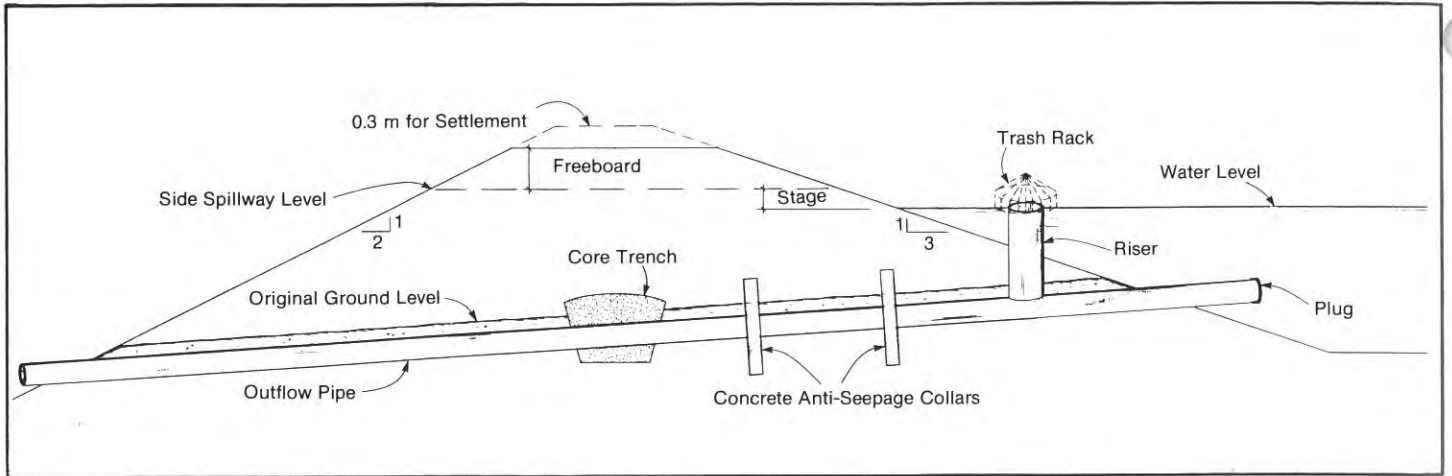 0.3 m for Settlement
Trash Rack
Freeboard
Water Level
Side Spillway Level
Stage
1
2
1
3
Riser
Core Trench
Original Ground Level
Plug
Outflow Pipe
Concrete Anti-Seepage Collars